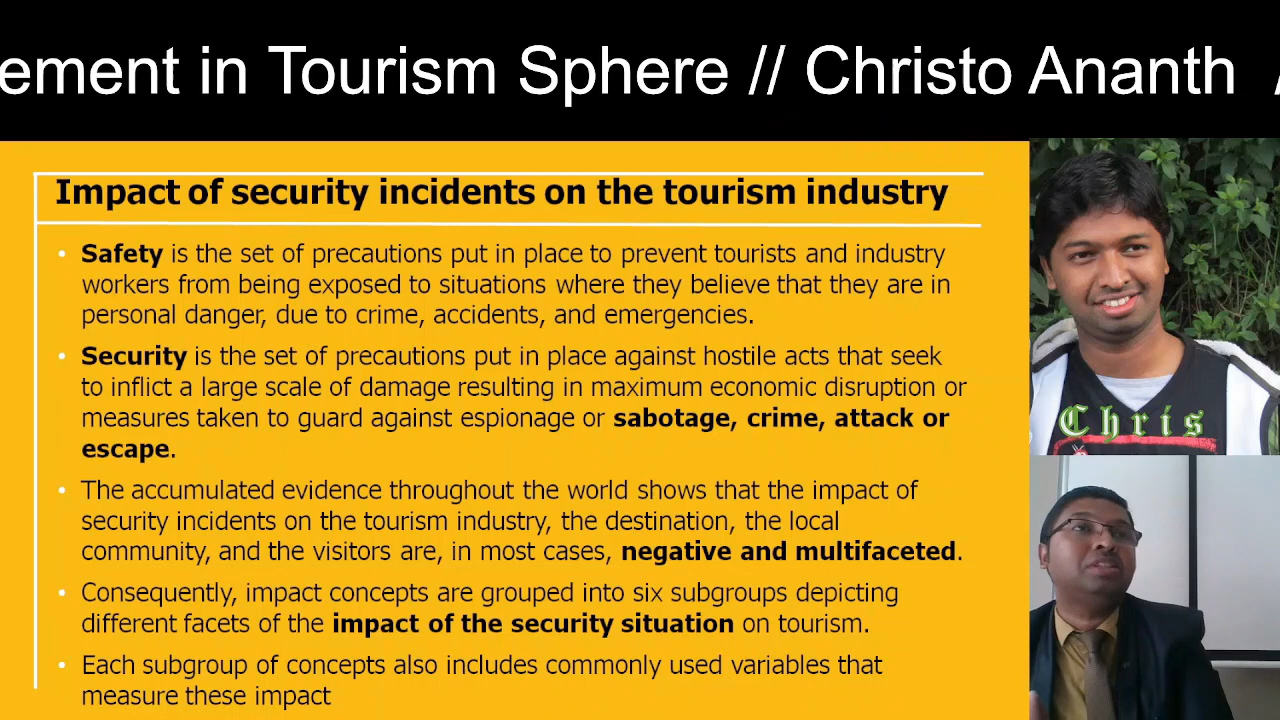 ement in Tourism Sphere // Christo Ananth /
Impact of security incidents on the tourism industry
• Safety is the set of precautions put in place to prevent tourists and industry
workers from being exposed to situations where they believe that they are in
personal danger, due to crime, accidents, and emergencies.
• Security is the set of precautions put in place against hostile acts that seek
to inflict a large scale of damage resulting in maximum economic disruption or
measures taken to guard against espionage or sabotage, crime, attack or
escape.
• The accumulated evidence throughout the world shows that the impact of
security incidents on the tourism industry, the destination, the local
community, and the visitors are, in most cases, negative and multifaceted.
• Consequently, impact concepts are grouped into six subgroups depicting
different facets of the impact of the security situation on tourism.
• Each subgroup of concepts also includes commonly used variables that
measure these impact
Chris